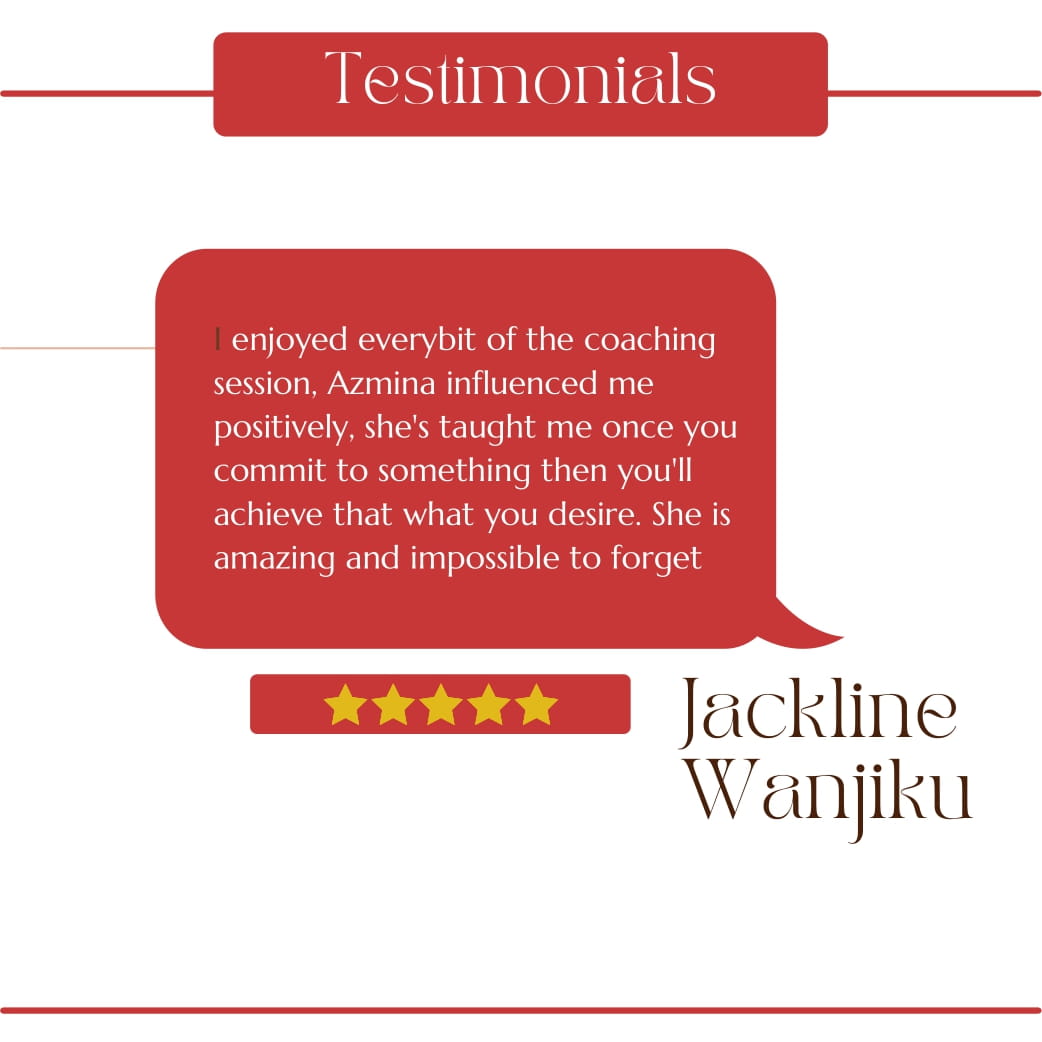 Testimonials
I enjoyed everybit of the coaching
session, Azmina influenced me
positively, she's taught me once you
commit to something then you'll
achieve that what you desire. She is
amazing and impossible to forget
Jackline
Wanjiku